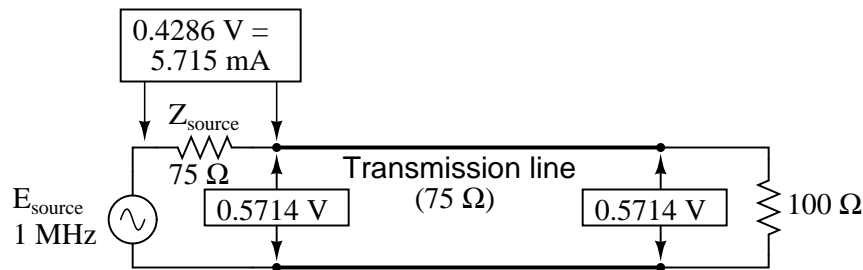 0.4286 V =
5.715 mA
Zsource
75 Ω
Transmission line
(75 Ω)
Esource
1 MHz
0.5714 V
0.5714 V
100 Ω